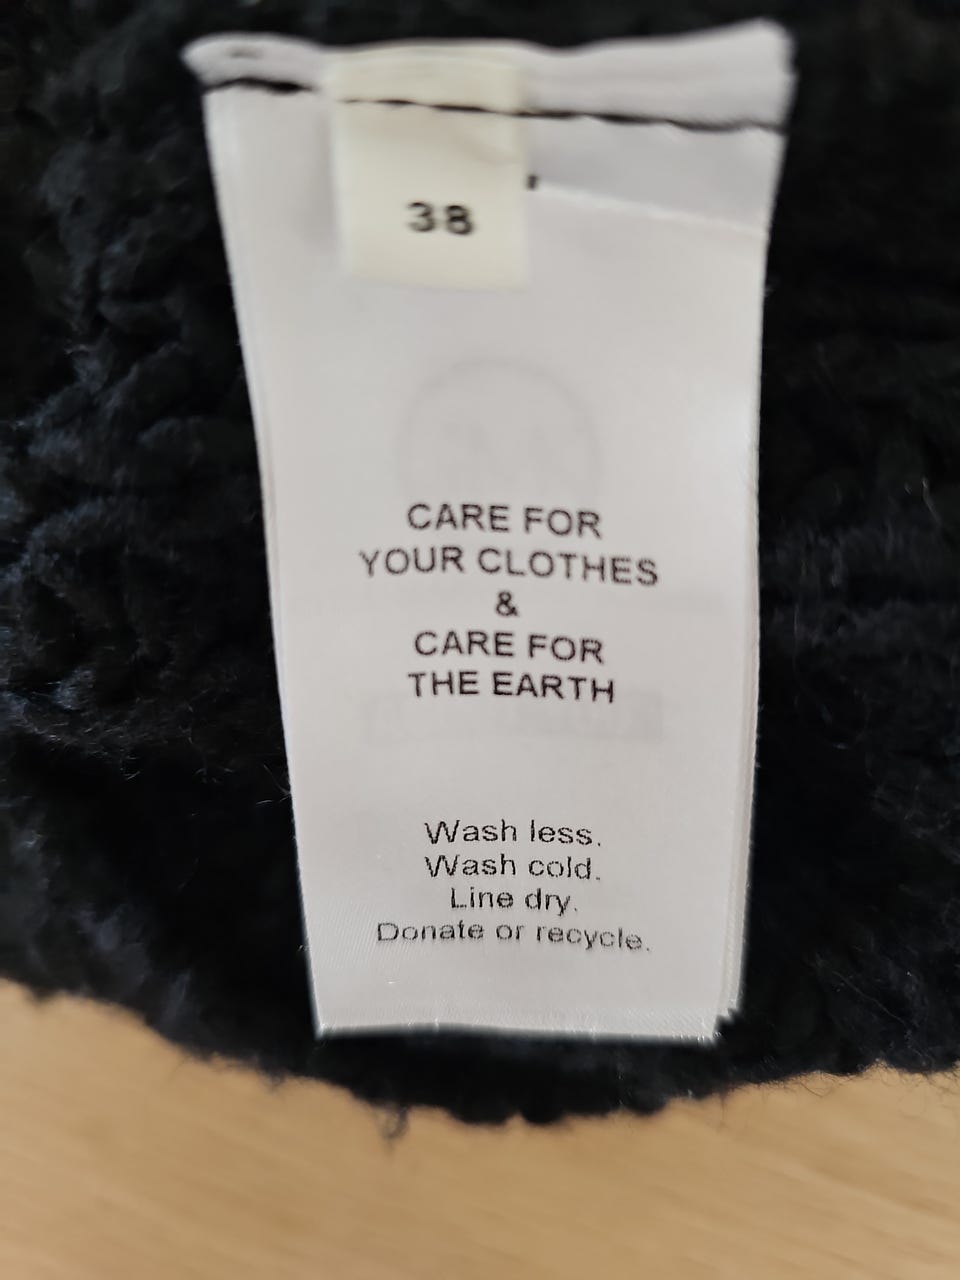 38
CARE FOR
YOUR CLOTHES
&
CARE FOR
THE EARTH
Wash less.
Wash cold.
Line dry.
Donate or recycle.